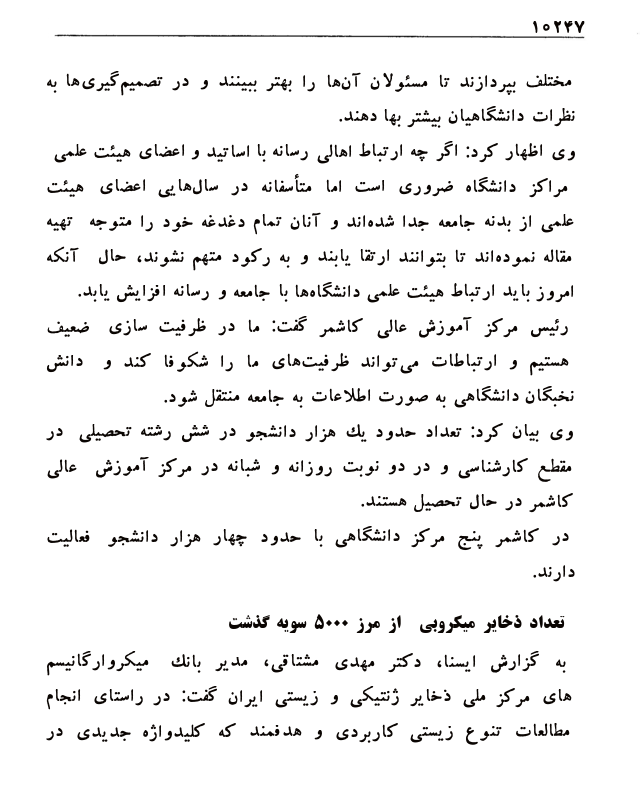 ۱۰۲۴۷
مختلف بپردازند تا مسئولان آن‌ها را بهتر ببینند و در تصمیم‌گیری‌ها به
نظرات دانشگاهیان بیشتر بها دهند.
وی اظهار کرد: اگر چه ارتباط اهالی رسانه با اساتید و اعضای هیئت علمی
مراکز دانشگاه ضروری است اما متأسفانه در سال‌هایی اعضای هیئت
علمی از بدنه جامعه جدا شده‌اند و آنان تمام دغدغه خود را متوجه تهیه
مقاله نموده‌اند تا بتوانند ارتقا یابند و به رکود متهم نشوند، حال آنکه
امروز باید ارتباط هیئت علمی دانشگاه‌ها با جامعه و رسانه افزایش یابد.
رئیس مرکز آموزش عالی کاشمر گفت: ما در ظرفیت سازی ضعیف
هستیم و ارتباطات می‌تواند ظرفیت‌های ما را شکوفا کند و دانش
نخبگان دانشگاهی به صورت اطلاعات به جامعه منتقل شود.
وی بیان کرد: تعداد حدود یك هزار دانشجو در شش رشته تحصیلی در
مقطع کارشناسی و در دو نوبت روزانه و شبانه در مرکز آموزش عالی
کاشمر در حال تحصیل هستند.
در کاشمر پنج مرکز دانشگاهی با حدود چهار هزار دانشجو فعالیت
دارند.
تعداد ذخایر میکروبی از مرز ۵۰۰۰ سویه گذشت
به گزارش ایسنا، دکتر مهدی مشتاقی، مدیر بانك میکروارگانیسم
های مرکز ملی ذخایر ژنتیکی و زیستی ایران گفت: در راستای انجام
مطالعات تنوع زیستی کاربردی و هدفمند که کلیدواژه جدیدی در